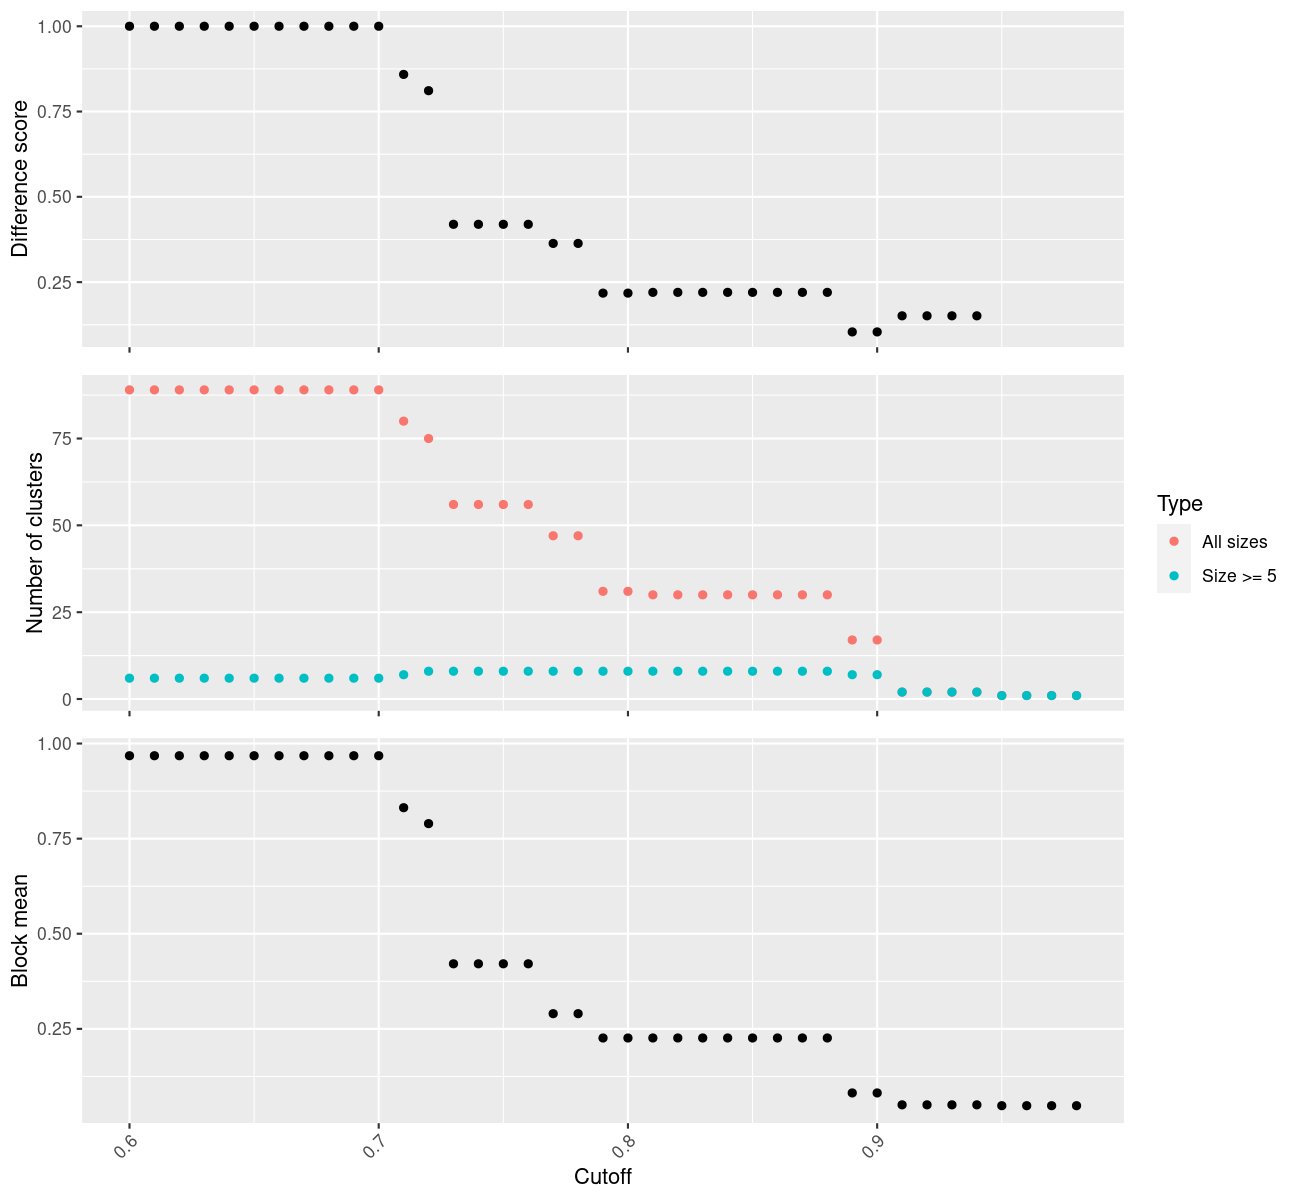 1.00
0.75
0.50
0.25
Difference score
75
50
25
0
Number of clusters
Type
All sizes
Size >= 5
1.00
0.75
0.50
0.25
Block mean
0.6
0.7
0.8
0.9
Cutoff